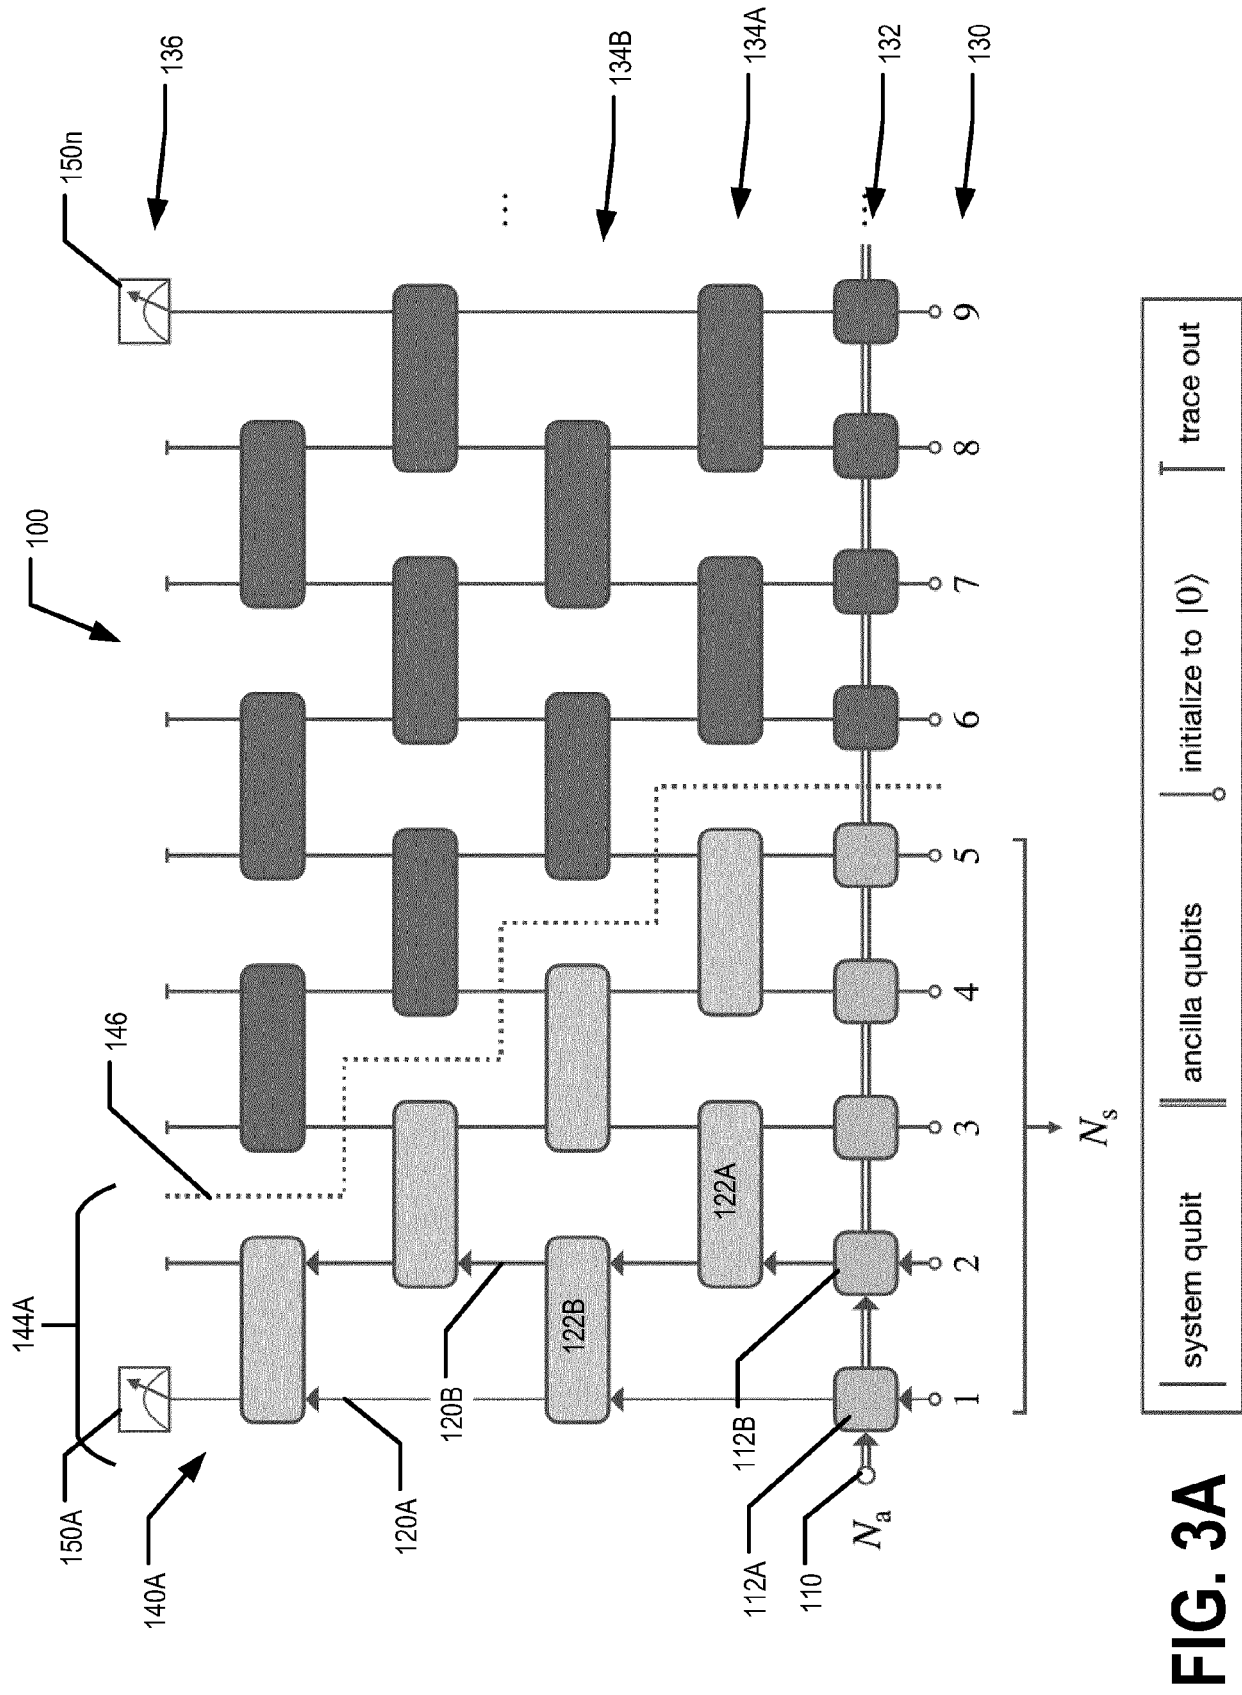 144A
146
100
150n
136
150A
140A
120A
120B
122B
122A
112B
112A
110
Nₐ
134B
134A
132
130
...
...
1 2 3 4 5 6 7 8 9
Nₛ
system qubit ancilla qubits initialize to |0⟩ trace out
FIG. 3A